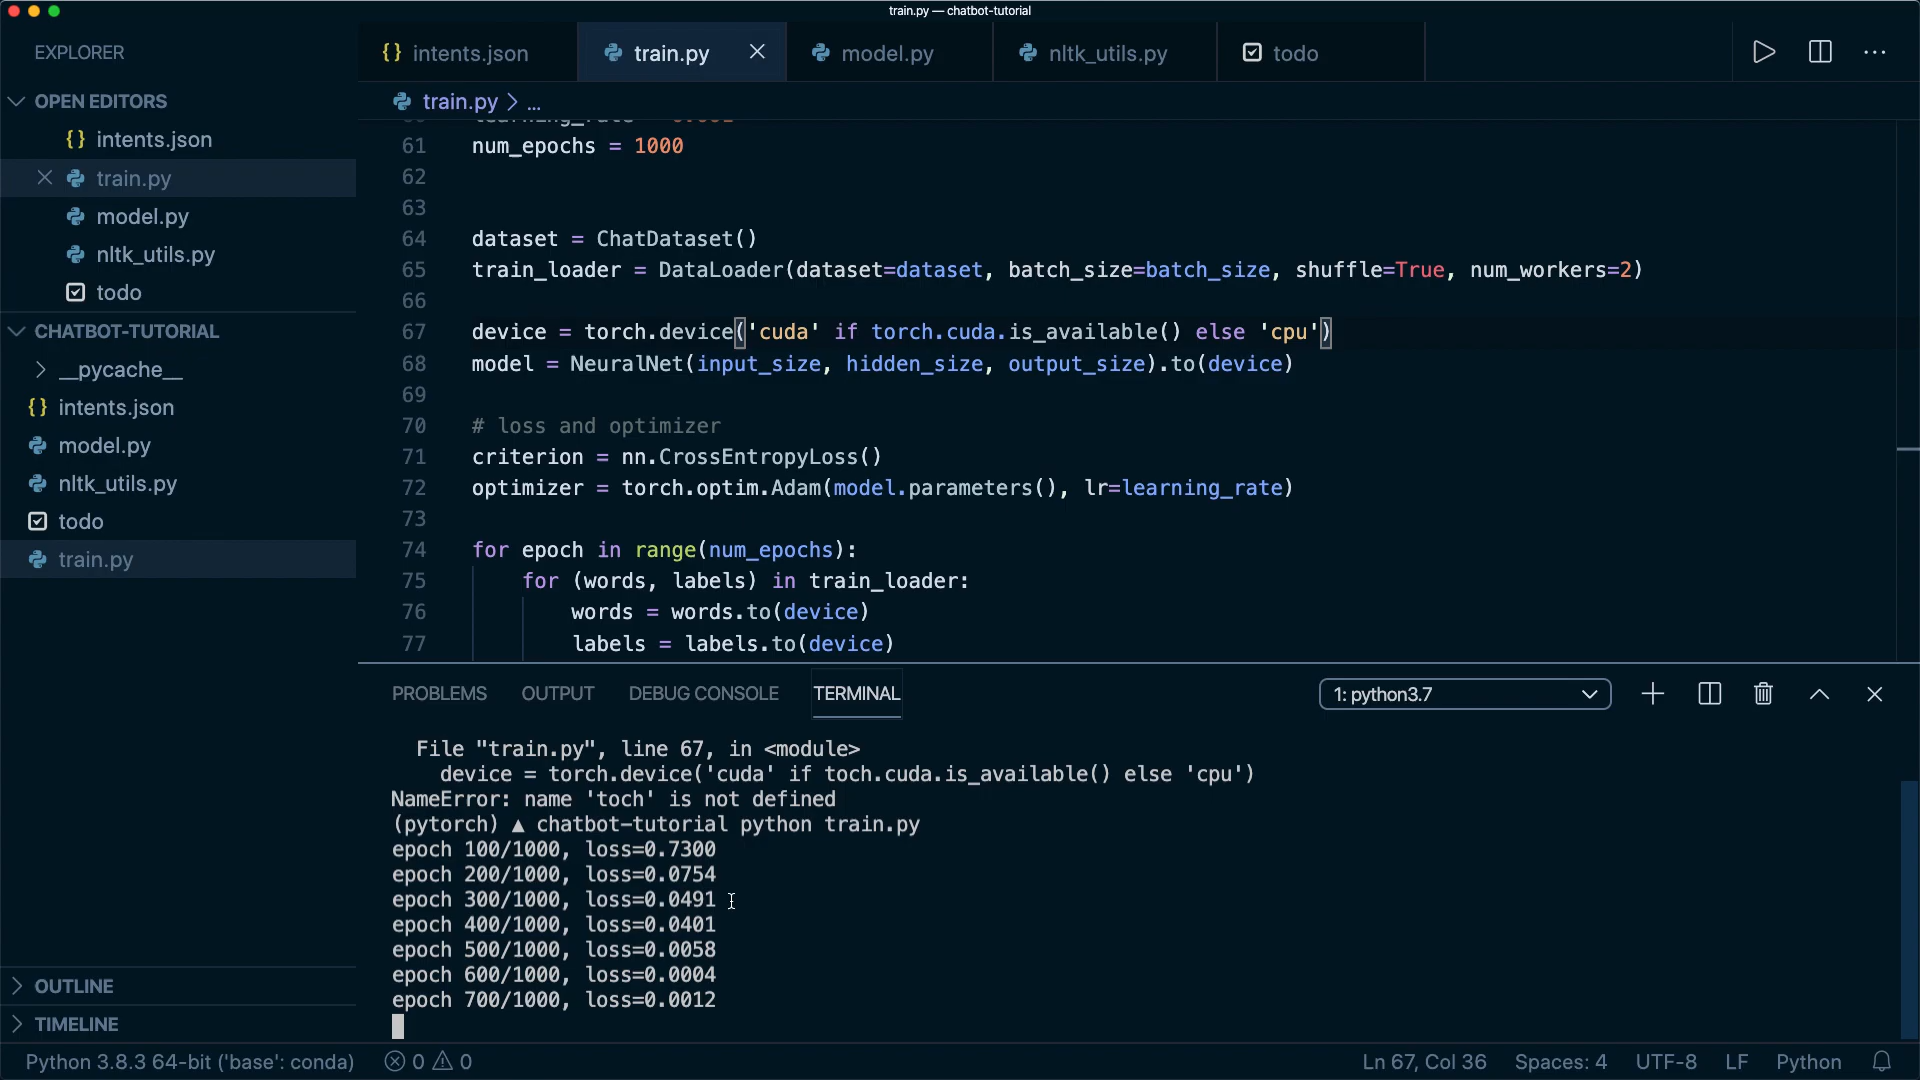 train.py — chatbot-tutorial
EXPLORER
OPEN EDITORS
intents.json
train.py
model.py
nltk_utils.py
todo
CHATBOT-TUTORIAL
__pycache__
intents.json
model.py
nltk_utils.py
todo
train.py
OUTLINE
TIMELINE
intents.json
train.py
model.py
nltk_utils.py
todo
train.py > ...
61 num_epochs = 1000
62
63
64 dataset = ChatDataset()
65 train_loader = DataLoader(dataset=dataset, batch_size=batch_size, shuffle=True, num_workers=2)
66
67 device = torch.device('cuda' if torch.cuda.is_available() else 'cpu')
68 model = NeuralNet(input_size, hidden_size, output_size).to(device)
69
70 # loss and optimizer
71 criterion = nn.CrossEntropyLoss()
72 optimizer = torch.optim.Adam(model.parameters(), lr=learning_rate)
73
74 for epoch in range(num_epochs):
75 for (words, labels) in train_loader:
76 words = words.to(device)
77 labels = labels.to(device)
PROBLEMS OUTPUT DEBUG CONSOLE TERMINAL
1: python3.7
File "train.py", line 67, in <module>
device = torch.device('cuda' if toch.cuda.is_available() else 'cpu')
NameError: name 'toch' is not defined
(pytorch) ▲ chatbot-tutorial python train.py
epoch 100/1000, loss=0.7300
epoch 200/1000, loss=0.0754
epoch 300/1000, loss=0.0491
epoch 400/1000, loss=0.0401
epoch 500/1000, loss=0.0058
epoch 600/1000, loss=0.0004
epoch 700/1000, loss=0.0012
Python 3.8.3 64-bit ('base': conda) 0 0 Ln 67, Col 36 Spaces: 4 UTF-8 LF Python